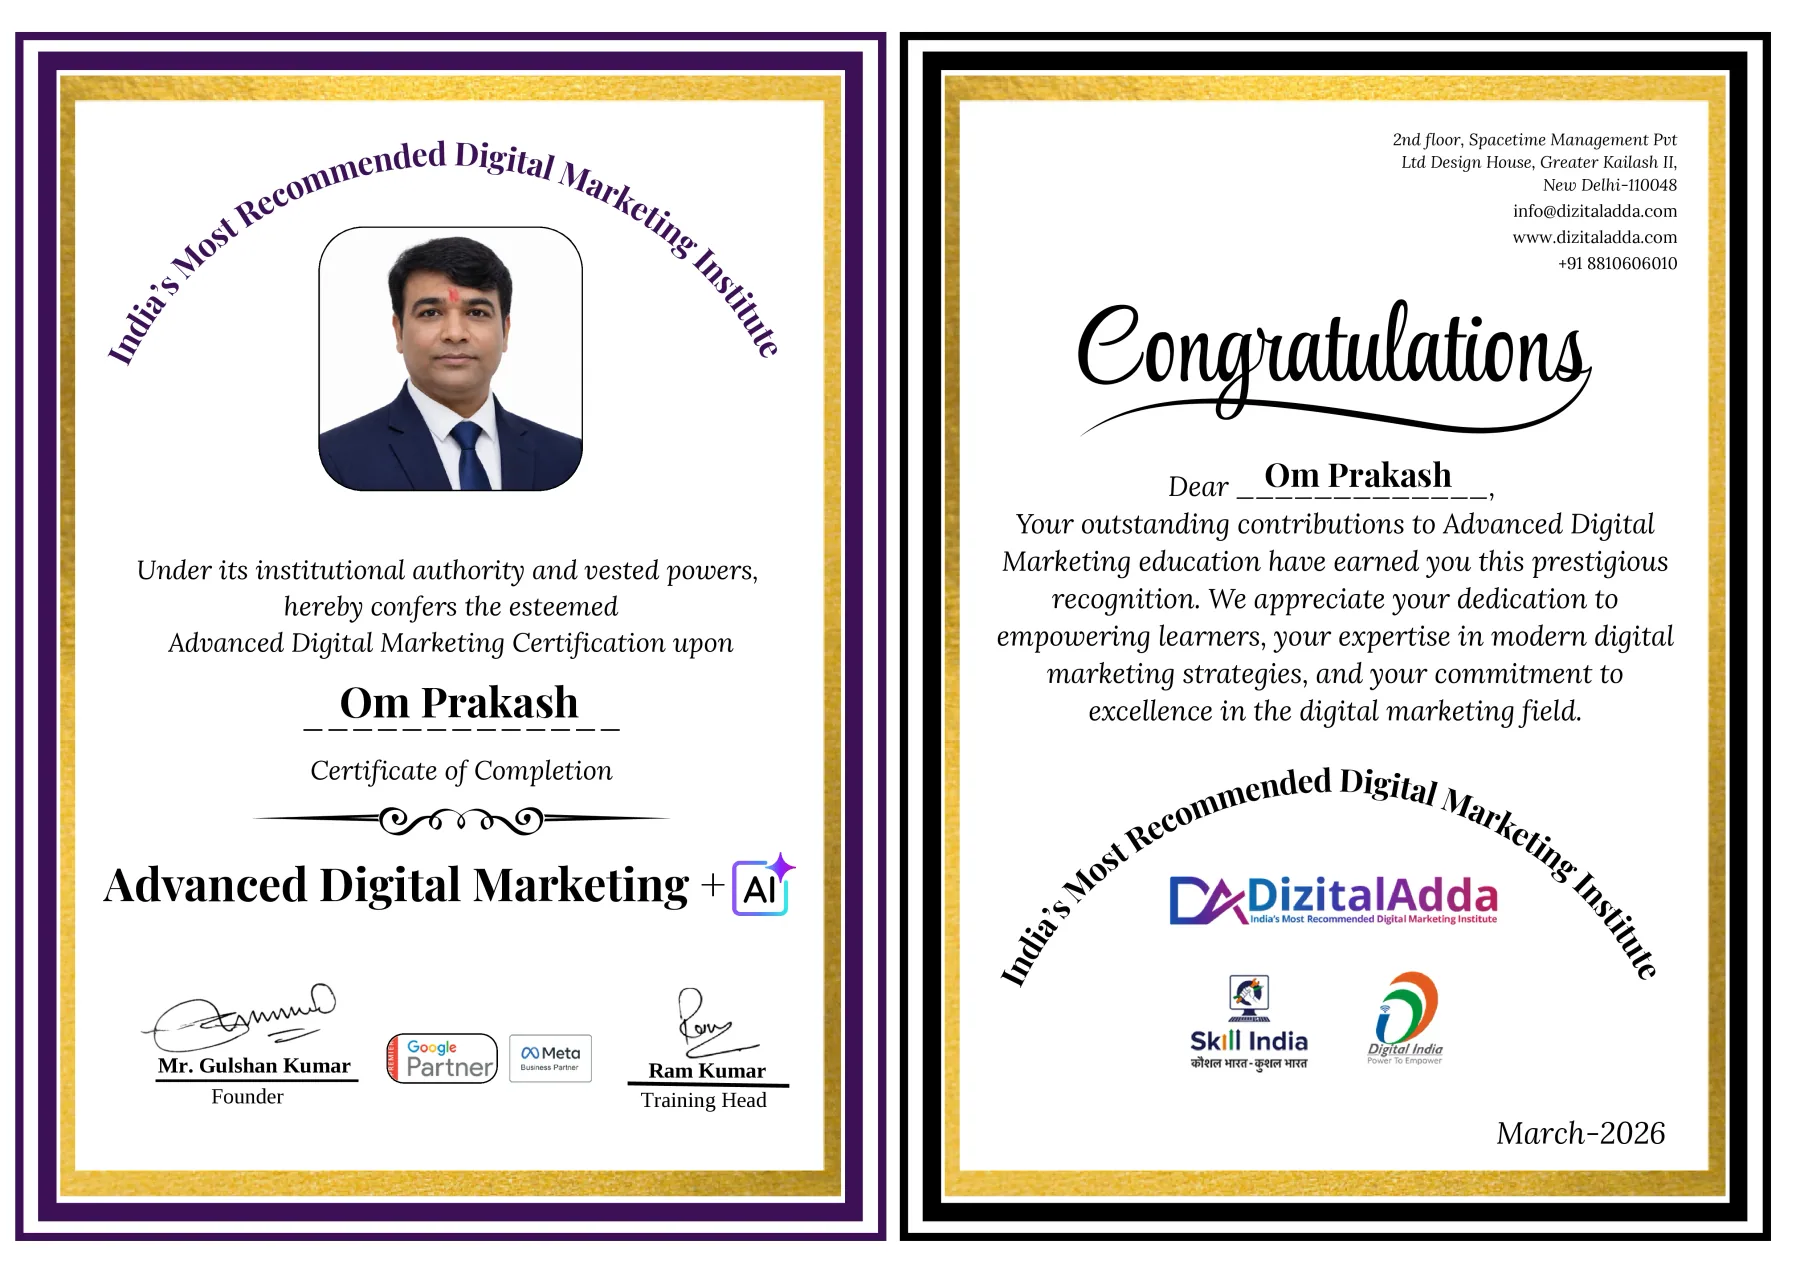 India's Most Recommended Digital Marketing Institute
Under its institutional authority and vested powers,
hereby confers the esteemed
Advanced Digital Marketing Certification upon
Om Prakash
Certificate of Completion
Advanced Digital Marketing + AI
Mr. Gulshan Kumar
Founder
PREMIER
Google
Partner
Meta
Business Partner
Ram Kumar
Training Head
2nd floor, Spacetime Management Pvt
Ltd Design House, Greater Kailash II,
New Delhi-110048
info@dizitaladda.com
www.dizitaladda.com
+91 8810606010
Congratulations
Dear Om Prakash,
Your outstanding contributions to Advanced Digital
Marketing education have earned you this prestigious
recognition. We appreciate your dedication to
empowering learners, your expertise in modern digital
marketing strategies, and your commitment to
excellence in the digital marketing field.
India's Most Recommended Digital Marketing Institute
DA DizitalAdda
India's Most Recommended Digital Marketing Institute
Skill India
कौशल भारत-कुशल भारत
Digital India
Power To Empower
March-2026